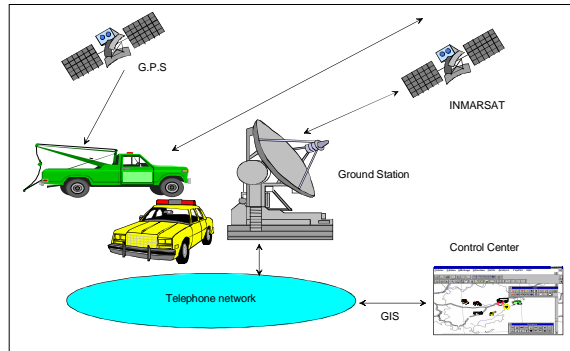 G.P.S
INMARSAT
Ground Station
Control Center
Telephone network
GIS